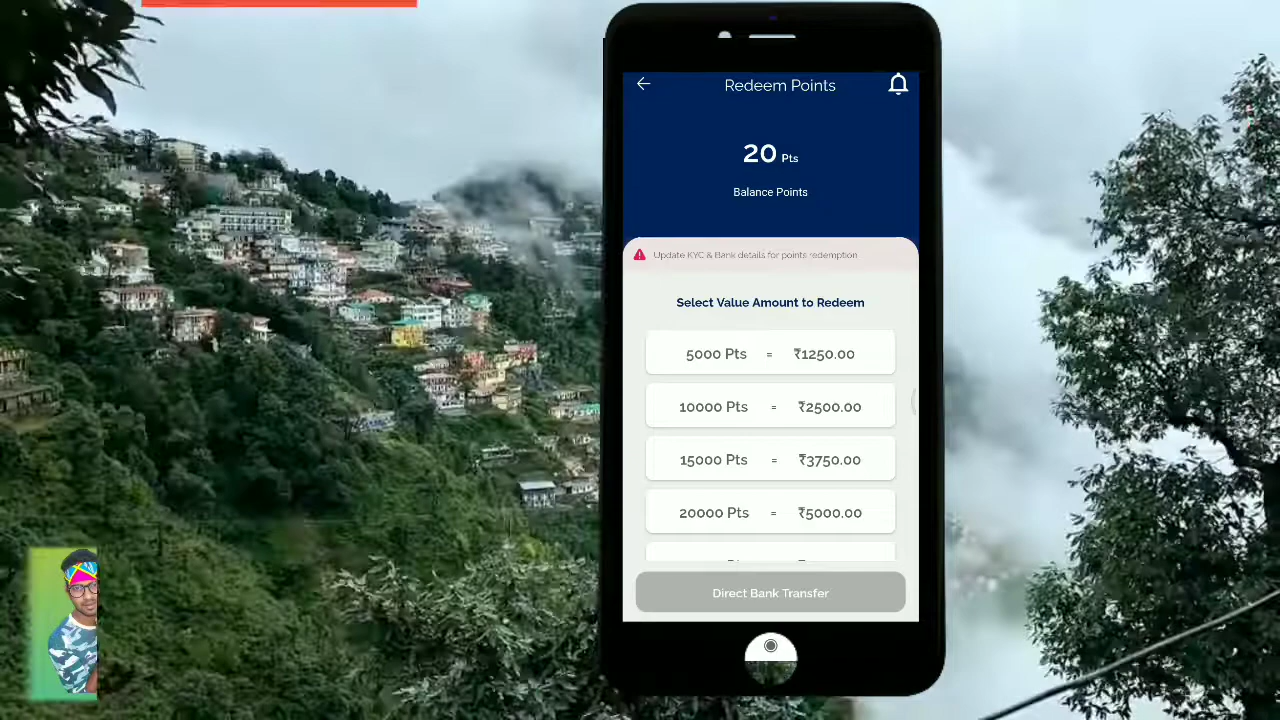 Redeem Points
20 Pts
Balance Points
Update KYC & Bank details for points redemption
Select Value Amount to Redeem
5000 Pts = ₹1250.00
10000 Pts = ₹2500.00
15000 Pts = ₹3750.00
20000 Pts = ₹5000.00
Direct Bank Transfer